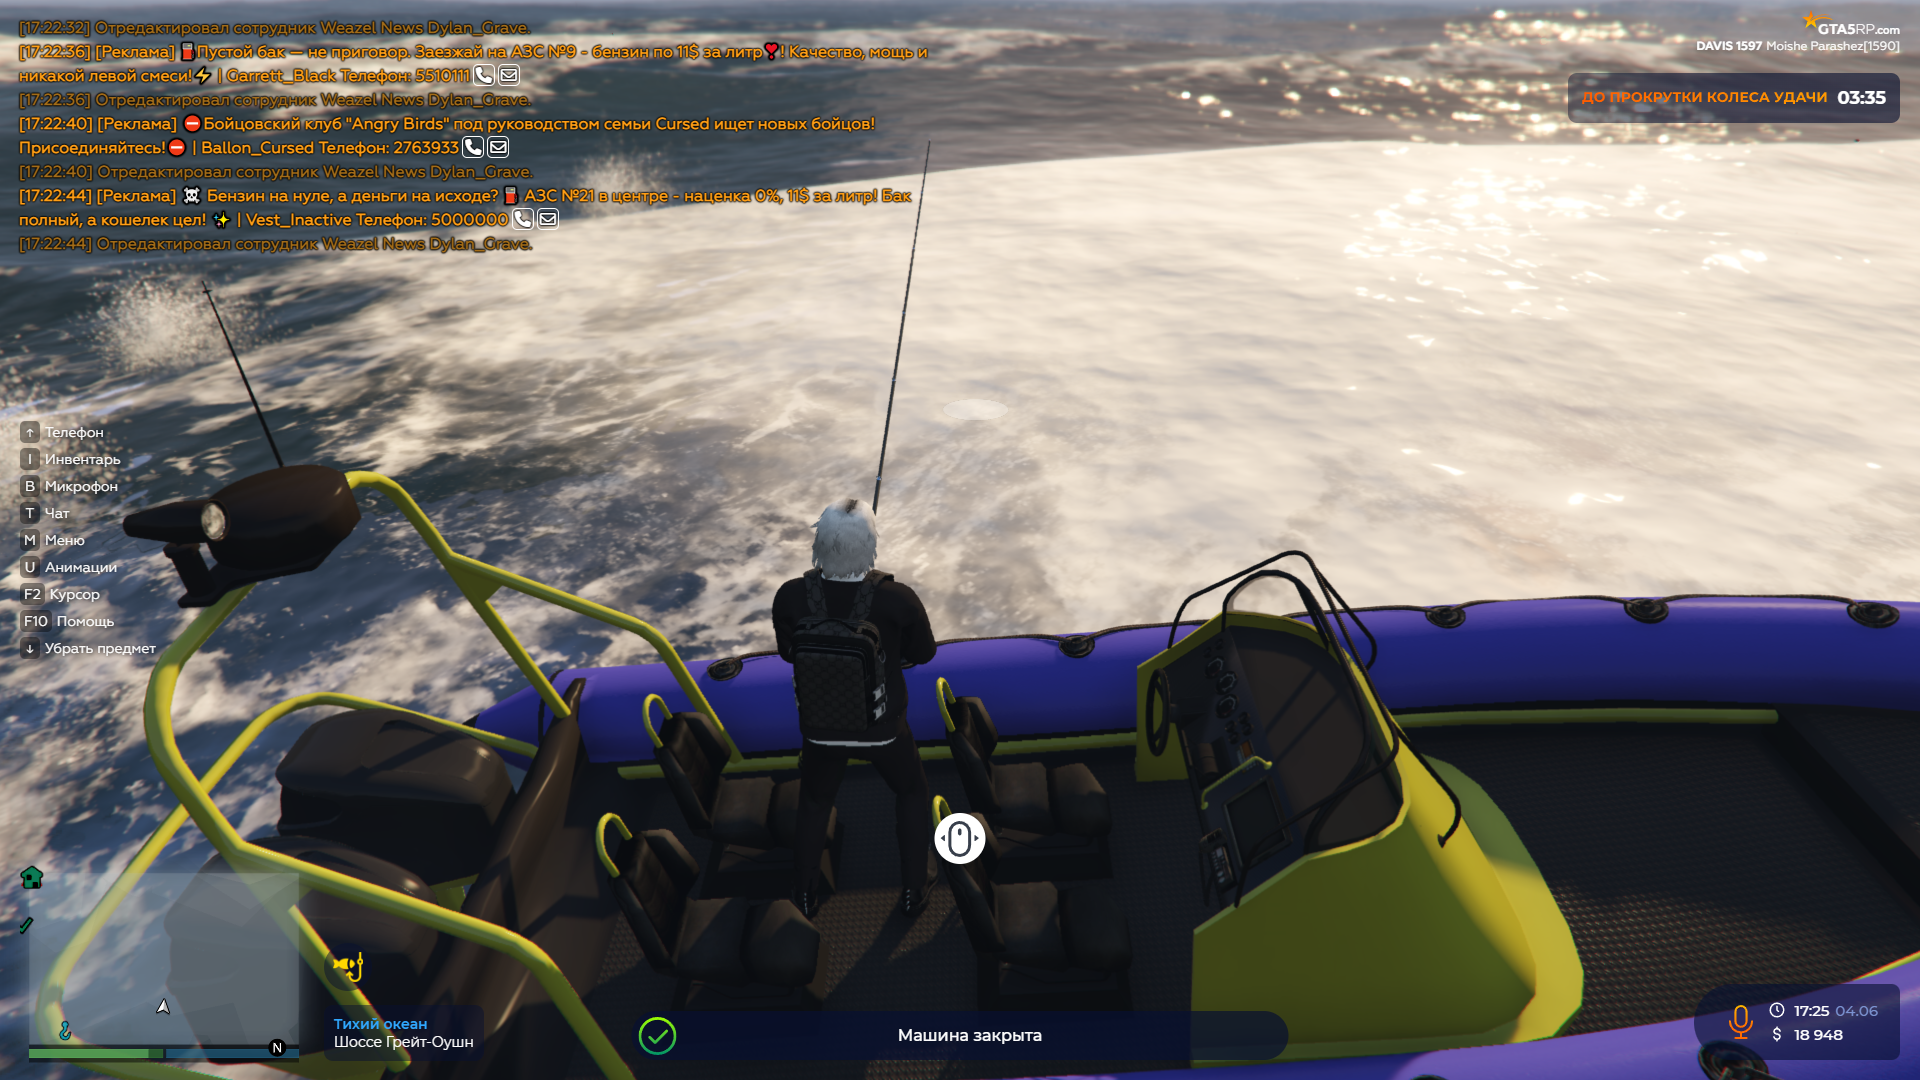 [17:22:32] Отредактировал сотрудник Weazel News Dylan_Grave.
[17:22:36] [Реклама] ⛽Пустой бак — не приговор. Заезжай на АЗС №9 - бензин по 11$ за литр❣️! Качество, мощь и
никакой левой смеси!⚡ | Garrett_Black Телефон: 5510111
[17:22:36] Отредактировал сотрудник Weazel News Dylan_Grave.
[17:22:40] [Реклама] ⛔Бойцовский клуб "Angry Birds" под руководством семьи Cursed ищет новых бойцов!
Присоединяйтесь!⛔ | Ballon_Cursed Телефон: 2763933
[17:22:40] Отредактировал сотрудник Weazel News Dylan_Grave.
[17:22:44] [Реклама] ☠️ Бензин на нуле, а деньги на исходе? ⛽ АЗС №21 в центре - наценка 0%, 11$ за литр! Бак
полный, а кошелек цел! ✨ | Vest_Inactive Телефон: 5000000
[17:22:44] Отредактировал сотрудник Weazel News Dylan_Grave.
GTA5RP.com
DAVIS 1597 Moishe Parashez[1590]
ДО ПРОКРУТКИ КОЛЕСА УДАЧИ 03:35
↑ Телефон
I Инвентарь
B Микрофон
T Чат
M Меню
U Анимации
F2 Курсор
F10 Помощь
↓ Убрать предмет
N
Тихий океан
Шоссе Грейт-Оушн
Машина закрыта
17:25 04.06
$ 18 948